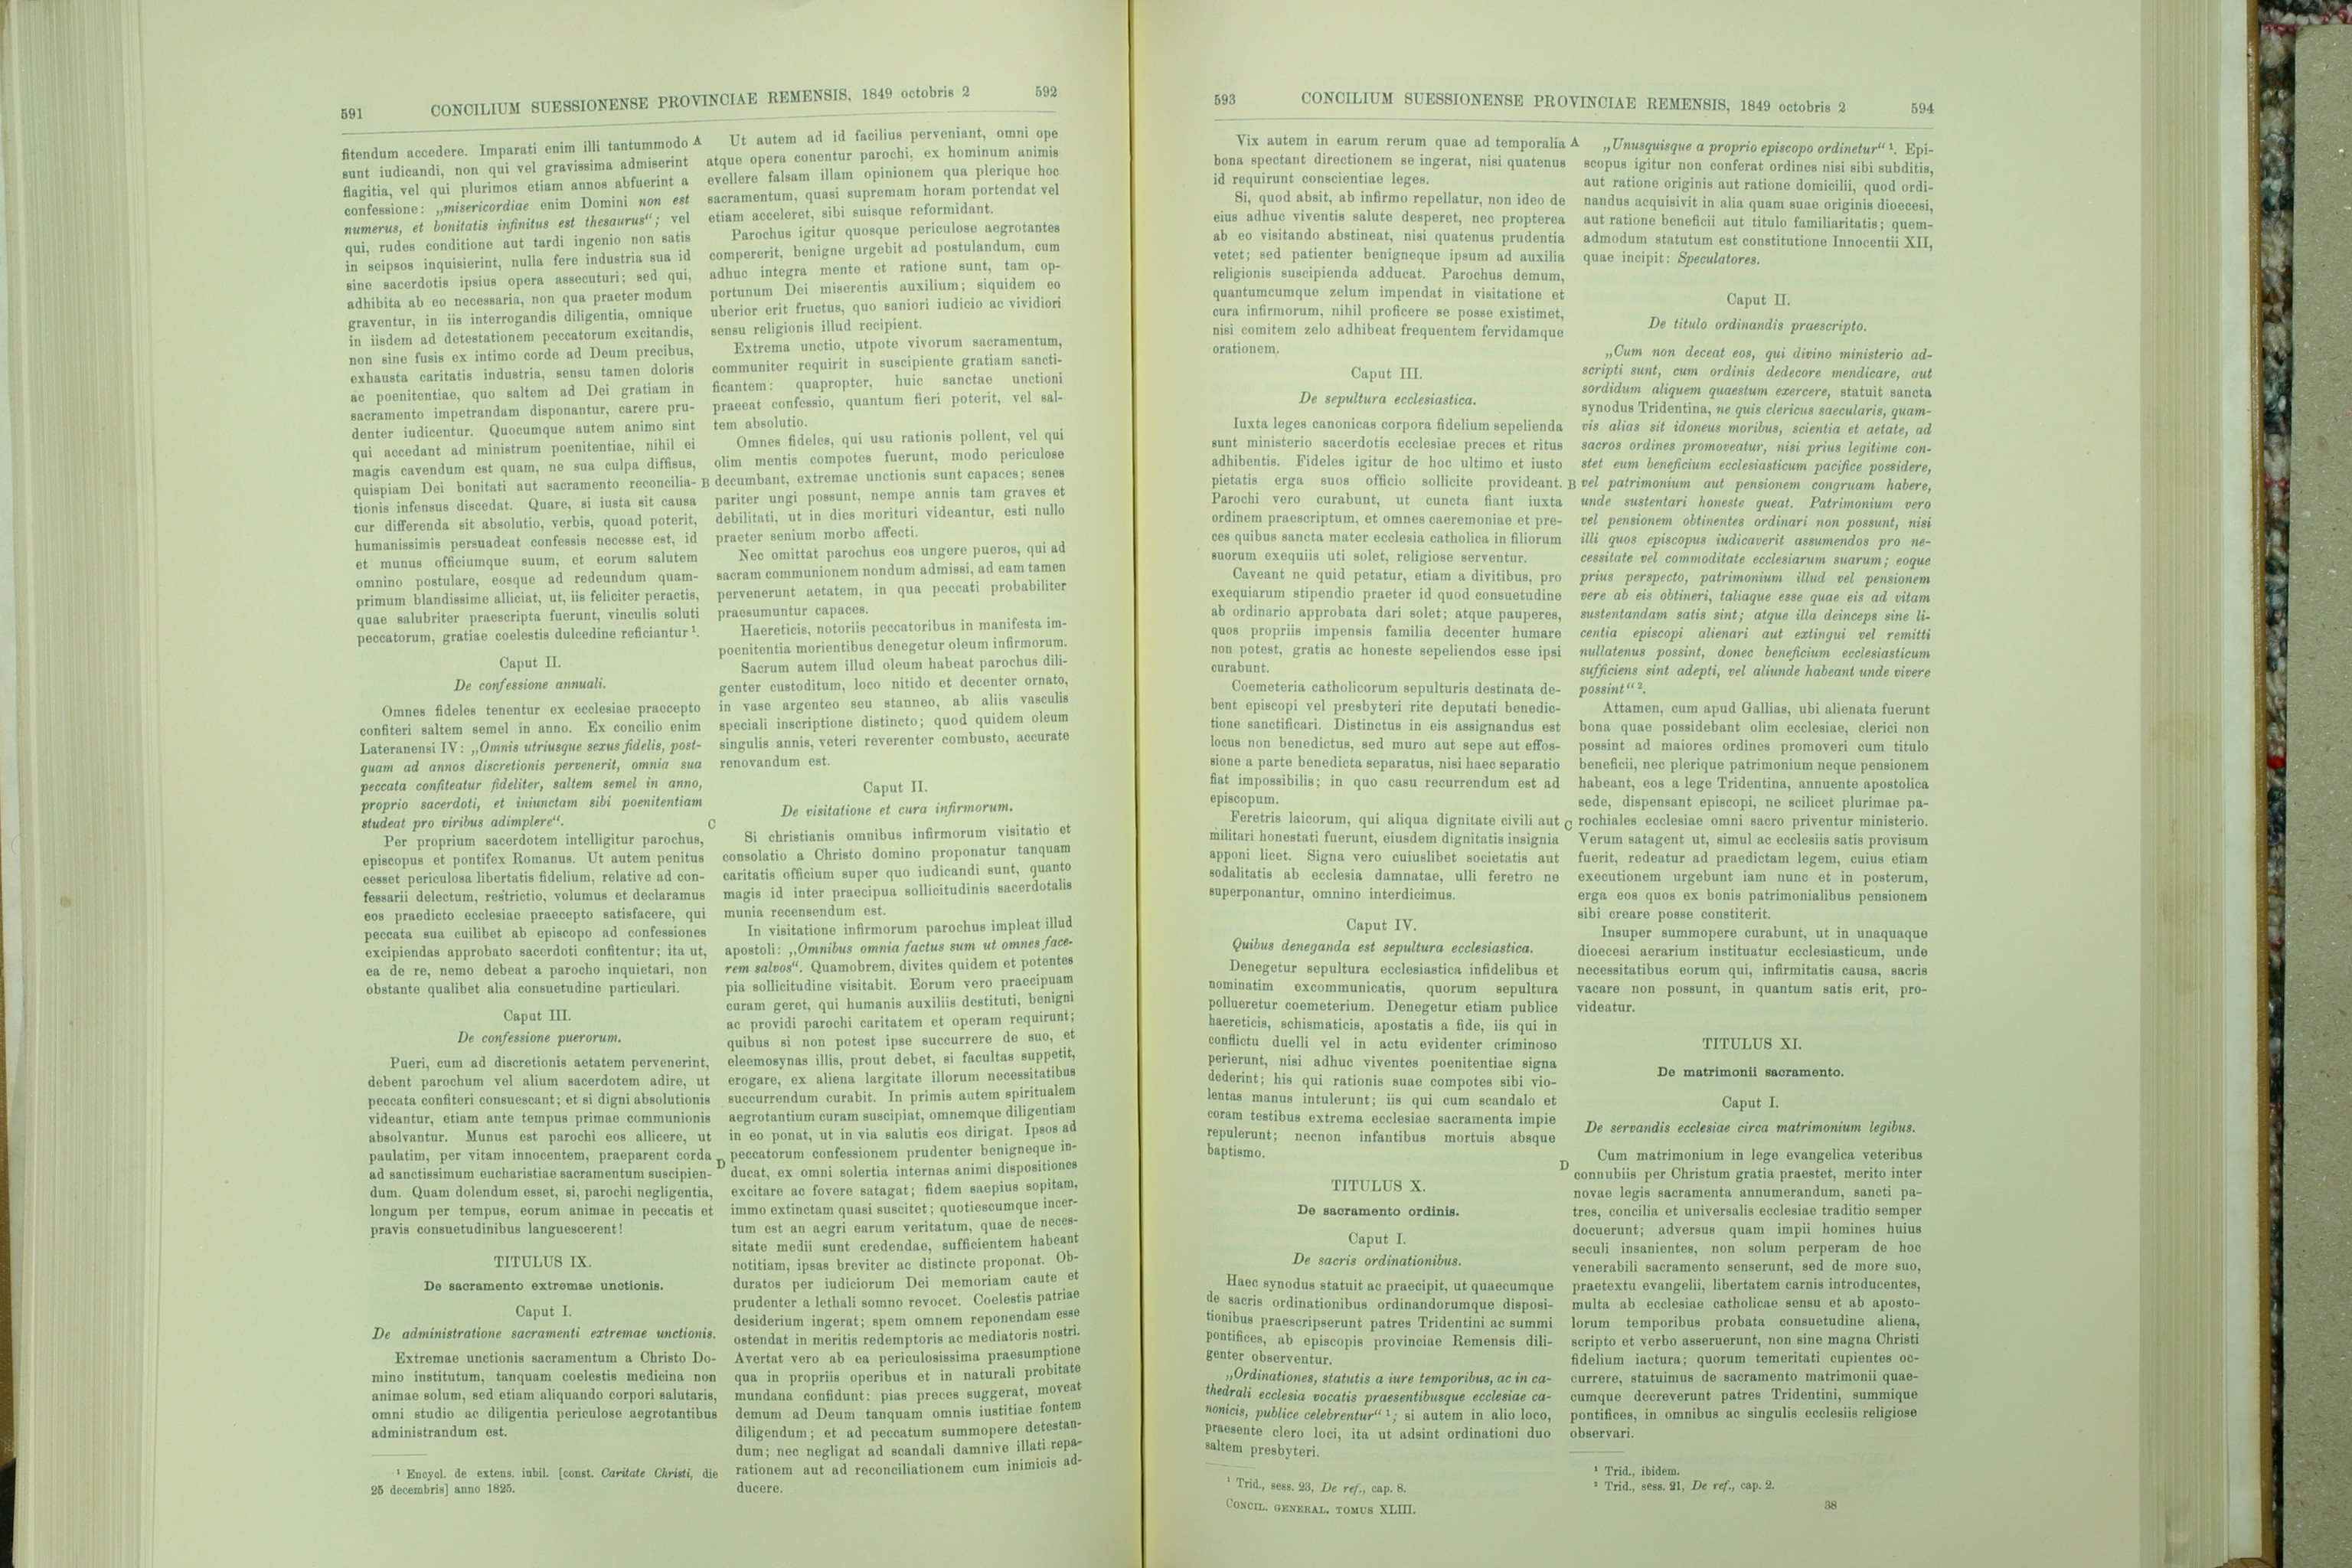 591 CONCILIUM SUESSIONENSE PROVINCIAE REMENSIS, 1849 octobris 2 592
fitendum accedere. Imparati enim illi tantummodo A
sunt iudicandi, non qui vel gravissima admiserint
flagitia, vel qui plurimos etiam annos abfuerint a
confessione: „misericordiae enim Domini non est
numerus, et bonitatis infinitus est thesaurus“; vel
qui, rudes conditione aut tardi ingenio non satis
in seipsos inquisierint, nulla fere industria sua id
sine sacerdotis ipsius opera assecuturi; sed qui,
adhibita ab eo necessaria, non qua praeter modum
graventur, in iis interrogandis diligentia, omnique
in iisdem ad detestationem peccatorum excitandis,
non sine fusis ex intimo corde ad Deum precibus,
exhausta caritatis industria, sensu tamen doloris
ac poenitentiae, quo saltem ad Dei gratiam in
sacramento impetrandam disponantur, carere pru-
denter iudicentur. Quocumque autem animo sint
qui accedant ad ministrum poenitentiae, nihil ei
magis cavendum est quam, ne sua culpa diffisus,
quispiam Dei bonitati aut sacramento reconcilia- B
tionis infensus discedat. Quare, si iusta sit causa
cur differenda sit absolutio, verbis, quoad poterit,
humanissimis persuadeat confessis necesse est, id
et munus officiumque suum, et eorum salutem
omnino postulare, eosque ad redeundum quam-
primum blandissime alliciat, ut, iis feliciter peractis,
quae salubriter praescripta fuerunt, vinculis soluti
peccatorum, gratiae coelestis dulcedine reficiantur ¹.
Caput II.
De confessione annuali.
Omnes fideles tenentur ex ecclesiae praecepto
confiteri saltem semel in anno. Ex concilio enim
Lateranensi IV: „Omnis utriusque sexus fidelis, post-
quam ad annos discretionis pervenerit, omnia sua
peccata confiteatur fideliter, saltem semel in anno,
proprio sacerdoti, et iniunctam sibi poenitentiam
studeat pro viribus adimplere“. C
Per proprium sacerdotem intelligitur parochus,
episcopus et pontifex Romanus. Ut autem penitus
cesset periculosa libertatis fidelium, relative ad con-
fessarii delectum, restrictio, volumus et declaramus
eos praedicto ecclesiae praecepto satisfacere, qui
peccata sua cuilibet ab episcopo ad confessiones
excipiendas approbato sacerdoti confitentur; ita ut,
ea de re, nemo debeat a parocho inquietari, non
obstante qualibet alia consuetudine particulari.
Caput III.
De confessione puerorum.
Pueri, cum ad discretionis aetatem pervenerint,
debent parochum vel alium sacerdotem adire, ut
peccata confiteri consuescant; et si digni absolutionis
videantur, etiam ante tempus primae communionis
absolvantur. Munus est parochi eos allicere, ut
paulatim, per vitam innocentem, praeparent corda
ad sanctissimum eucharistiae sacramentum suscipien- D
dum. Quam dolendum esset, si, parochi negligentia,
longum per tempus, eorum animae in peccatis et
pravis consuetudinibus languescerent!
TITULUS IX.
De sacramento extremae unctionis.
Caput I.
De administratione sacramenti extremae unctionis.
Extremae unctionis sacramentum a Christo Do-
mino institutum, tanquam coelestis medicina non
animae solum, sed etiam aliquando corpori salutaris,
omni studio ac diligentia periculose aegrotantibus
administrandum est.
¹ Encycl. de extens. iubil. [const. Caritate Christi, die
25 decembris] anno 1825.
Ut autem ad id facilius perveniant, omni ope
atque opera conentur parochi, ex hominum animis
evellere falsam illam opinionem qua plerique hoc
sacramentum, quasi supremam horam portendat vel
etiam acceleret, sibi suisque reformidant.
Parochus igitur quosque periculose aegrotantes
compererit, benigne urgebit ad postulandum, cum
adhuc integra mente et ratione sunt, tam op-
portunum Dei miserentis auxilium; siquidem eo
uberior erit fructus, quo saniori iudicio ac vividiori
sensu religionis illud recipient.
Extrema unctio, utpote vivorum sacramentum,
communiter requirit in suscipiente gratiam sancti-
ficantem: quapropter, huic sanctae unctioni
praeeat confessio, quantum fieri poterit, vel sal-
tem absolutio.
Omnes fideles, qui usu rationis pollent, vel qui
olim mentis compotes fuerunt, modo periculose
decumbant, extremae unctionis sunt capaces; senes
pariter ungi possunt, nempe annis tam graves et
debilitati, ut in dies morituri videantur, esti nullo
praeter senium morbo affecti.
Nec omittat parochus eos ungere pueros, qui ad
sacram communionem nondum admissi, ad eam tamen
pervenerunt aetatem, in qua peccati probabiliter
praesumuntur capaces.
Haereticis, notoriis peccatoribus in manifesta im-
poenitentia morientibus denegetur oleum infirmorum.
Sacrum autem illud oleum habeat parochus dili-
genter custoditum, loco nitido et decenter ornato,
in vase argenteo seu stanneo, ab aliis vasculis
speciali inscriptione distincto; quod quidem oleum
singulis annis, veteri reverenter combusto, accurate
renovandum est.
Caput II.
De visitatione et cura infirmorum.
Si christianis omnibus infirmorum visitatio et
consolatio a Christo domino proponatur tanquam
caritatis officium super quo iudicandi sunt, quanto
magis id inter praecipua sollicitudinis sacerdotalis
munia recensendum est.
In visitatione infirmorum parochus impleat illud
apostoli: „Omnibus omnia factus sum ut omnes face-
rem salvos“. Quamobrem, divites quidem et potentes
pia sollicitudine visitabit. Eorum vero praecipuam
curam geret, qui humanis auxiliis destituti, benigni
ac providi parochi caritatem et operam requirunt;
quibus si non potest ipse succurrere de suo, et
eleemosynas illis, prout debet, si facultas suppetit,
erogare, ex aliena largitate illorum necessitatibus
succurrendum curabit. In primis autem spiritualem
aegrotantium curam suscipiat, omnemque diligentiam
in eo ponat, ut in via salutis eos dirigat. Ipsos ad
peccatorum confessionem prudenter benigneque in-
ducat, ex omni solertia internas animi dispositiones
excitare ac fovere satagat; fidem saepius sopitam,
immo extinctam quasi suscitet; quotiescumque incer-
tum est an aegri earum veritatum, quae de neces-
sitate medii sunt credendae, sufficientem habeant
notitiam, ipsas breviter ac distincte proponat. Ob-
duratos per iudiciorum Dei memoriam caute et
prudenter a lethali somno revocet. Coelestis patriae
desiderium ingerat; spem omnem reponendam esse
ostendat in meritis redemptoris ac mediatoris nostri.
Avertat vero ab ea periculosissima praesumptione
qua in propriis operibus et in naturali probitate
mundana confidunt: pias preces suggerat, moveat
demum ad Deum tanquam omnis iustitiae fontem
diligendum; et ad peccatum summopere detestan-
dum; nec negligat ad scandali damnive illati repa-
rationem aut ad reconciliationem cum inimicis ad-
ducere.
593 CONCILIUM SUESSIONENSE PROVINCIAE REMENSIS, 1849 octobris 2 594
Vix autem in earum rerum quae ad temporalia A
bona spectant directionem se ingerat, nisi quatenus
id requirunt conscientiae leges.
Si, quod absit, ab infirmo repellatur, non ideo de
eius adhuc viventis salute desperet, nec propterea
ab eo visitando abstineat, nisi quatenus prudentia
vetet; sed patienter benigneque ipsum ad auxilia
religionis suscipienda adducat. Parochus demum,
quantumcumque zelum impendat in visitatione et
cura infirmorum, nihil proficere se posse existimet,
nisi comitem zelo adhibeat frequentem fervidamque
orationem.
Caput III.
De sepultura ecclesiastica.
Iuxta leges canonicas corpora fidelium sepelienda
sunt ministerio sacerdotis ecclesiae preces et ritus
adhibentis. Fideles igitur de hoc ultimo et iusto
pietatis erga suos officio sollicite provideant. B
Parochi vero curabunt, ut cuncta fiant iuxta
ordinem praescriptum, et omnes caeremoniae et pre-
ces quibus sancta mater ecclesia catholica in filiorum
suorum exequiis uti solet, religiose serventur.
Caveant ne quid petatur, etiam a divitibus, pro
exequiarum stipendio praeter id quod consuetudine
ab ordinario approbata dari solet; atque pauperes,
quos propriis impensis familia decenter humare
non potest, gratis ac honeste sepeliendos esse ipsi
curabunt.
Coemeteria catholicorum sepulturis destinata de-
bent episcopi vel presbyteri rite deputati benedic-
tione sanctificari. Distinctus in eis assignandus est
locus non benedictus, sed muro aut sepe aut effos-
sione a parte benedicta separatus, nisi haec separatio
fiat impossibilis; in quo casu recurrendum est ad
episcopum.
Feretris laicorum, qui aliqua dignitate civili aut C
militari honestati fuerunt, eiusdem dignitatis insignia
apponi licet. Signa vero cuiuslibet societatis aut
sodalitatis ab ecclesia damnatae, ulli feretro ne
superponantur, omnino interdicimus.
Caput IV.
Quibus deneganda est sepultura ecclesiastica.
Denegetur sepultura ecclesiastica infidelibus et
nominatim excommunicatis, quorum sepultura
pollueretur coemeterium. Denegetur etiam publice
haereticis, schismaticis, apostatis a fide, iis qui in
conflictu duelli vel in actu evidenter criminoso
perierunt, nisi adhuc viventes poenitentiae signa
dederint; his qui rationis suae compotes sibi vio-
lentas manus intulerunt; iis qui cum scandalo et
coram testibus extrema ecclesiae sacramenta impie
repulerunt; necnon infantibus mortuis absque
baptismo.
D
TITULUS X.
De sacramento ordinis.
Caput I.
De sacris ordinationibus.
Haec synodus statuit ac praecipit, ut quaecumque
de sacris ordinationibus ordinandorumque disposi-
tionibus praescripserunt patres Tridentini ac summi
pontifices, ab episcopis provinciae Remensis dili-
genter observentur.
„Ordinationes, statutis a iure temporibus, ac in ca-
thedrali ecclesia vocatis praesentibusque ecclesiae ca-
nonicis, publice celebrentur“ ¹; si autem in alio loco,
praesente clero loci, ita ut adsint ordinationi duo
saltem presbyteri.
¹ Trid., sess. 23, De ref., cap. 8.
CONCIL. GENERAL. TOMUS XLIII.
„Unusquisque a proprio episcopo ordinetur“ ¹. Epi-
scopus igitur non conferat ordines nisi sibi subditis,
aut ratione originis aut ratione domicilii, quod ordi-
nandus acquisivit in alia quam suae originis dioecesi,
aut ratione beneficii aut titulo familiaritatis; quem-
admodum statutum est constitutione Innocentii XII,
quae incipit: Speculatores.
Caput II.
De titulo ordinandis praescripto.
„Cum non deceat eos, qui divino ministerio ad-
scripti sunt, cum ordinis dedecore mendicare, aut
sordidum aliquem quaestum exercere, statuit sancta
synodus Tridentina, ne quis clericus saecularis, quam-
vis alias sit idoneus moribus, scientia et aetate, ad
sacros ordines promoveatur, nisi prius legitime con-
stet eum beneficium ecclesiasticum pacifice possidere,
vel patrimonium aut pensionem congruam habere,
unde sustentari honeste queat. Patrimonium vero
vel pensionem obtinentes ordinari non possunt, nisi
illi quos episcopus iudicaverit assumendos pro ne-
cessitate vel commoditate ecclesiarum suarum; eoque
prius perspecto, patrimonium illud vel pensionem
vere ab eis obtineri, taliaque esse quae eis ad vitam
sustentandam satis sint; atque illa deinceps sine li-
centia episcopi alienari aut extingui vel remitti
nullatenus possint, donec beneficium ecclesiasticum
sufficiens sint adepti, vel aliunde habeant unde vivere
possint“ ².
Attamen, cum apud Gallias, ubi alienata fuerunt
bona quae possidebant olim ecclesiae, clerici non
possint ad maiores ordines promoveri cum titulo
beneficii, nec plerique patrimonium neque pensionem
habeant, eos a lege Tridentina, annuente apostolica
sede, dispensant episcopi, ne scilicet plurimae pa-
rochiales ecclesiae omni sacro priventur ministerio.
Verum satagent ut, simul ac ecclesiis satis provisum
fuerit, redeatur ad praedictam legem, cuius etiam
executionem urgebunt iam nunc et in posterum,
erga eos quos ex bonis patrimonialibus pensionem
sibi creare posse constiterit.
Insuper summopere curabunt, ut in unaquaque
dioecesi aerarium instituatur ecclesiasticum, unde
necessitatibus eorum qui, infirmitatis causa, sacris
vacare non possunt, in quantum satis erit, pro-
videatur.
TITULUS XI.
De matrimonii sacramento.
Caput I.
De servandis ecclesiae circa matrimonium legibus.
Cum matrimonium in lege evangelica veteribus
connubiis per Christum gratia praestet, merito inter
novae legis sacramenta annumerandum, sancti pa-
tres, concilia et universalis ecclesiae traditio semper
docuerunt; adversus quam impii homines huius
seculi insanientes, non solum perperam de hoc
venerabili sacramento senserunt, sed de more suo,
praetextu evangelii, libertatem carnis introducentes,
multa ab ecclesiae catholicae sensu et ab aposto-
lorum temporibus probata consuetudine aliena,
scripto et verbo asseruerunt, non sine magna Christi
fidelium iactura; quorum temeritati cupientes oc-
currere, statuimus de sacramento matrimonii quae-
cumque decreverunt patres Tridentini, summique
pontifices, in omnibus ac singulis ecclesiis religiose
observari.
¹ Trid., ibidem.
² Trid., sess. 21, De ref., cap. 2.
38